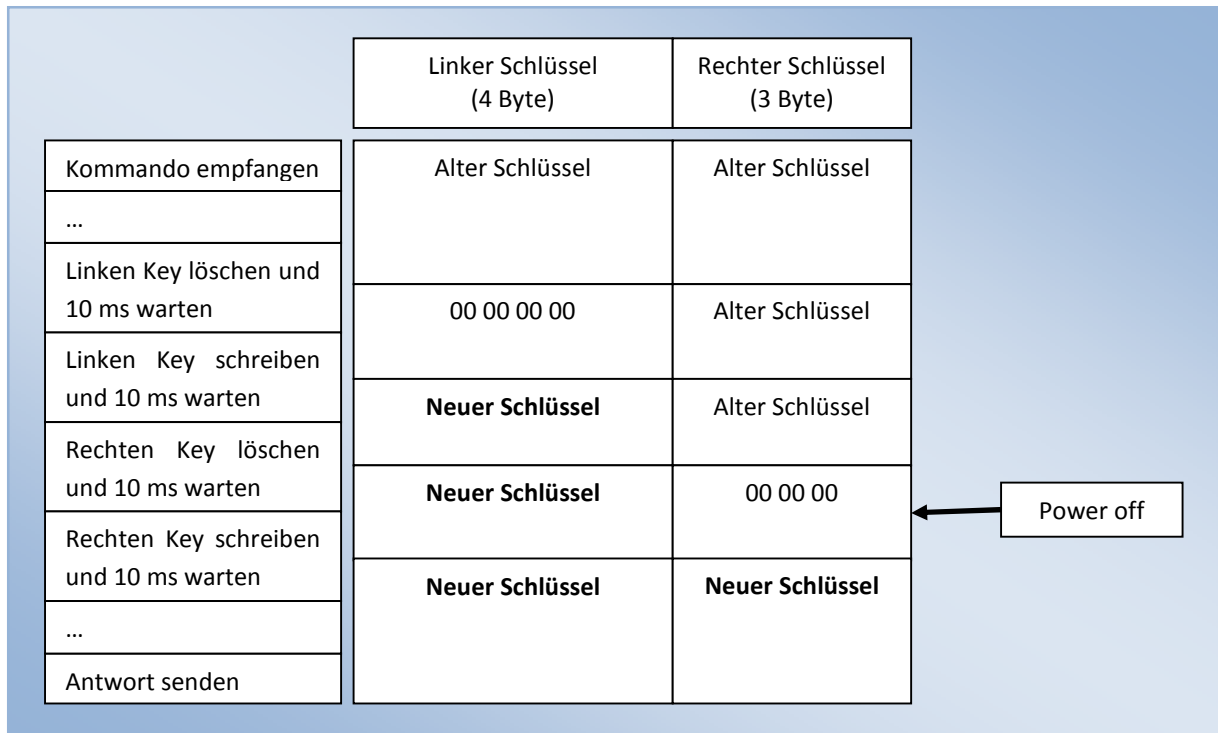 Linker Schlüssel
(4 Byte)
Rechter Schlüssel
(3 Byte)
Kommando empfangen
...
Linken Key löschen und
10 ms warten
Linken Key schreiben
und 10 ms warten
Rechten Key löschen
und 10 ms warten
Rechten Key schreiben
und 10 ms warten
...
Antwort senden
Alter Schlüssel
Alter Schlüssel
00 00 00 00
Alter Schlüssel
Neuer Schlüssel
Alter Schlüssel
Neuer Schlüssel
00 00 00
Neuer Schlüssel
Neuer Schlüssel
Power off